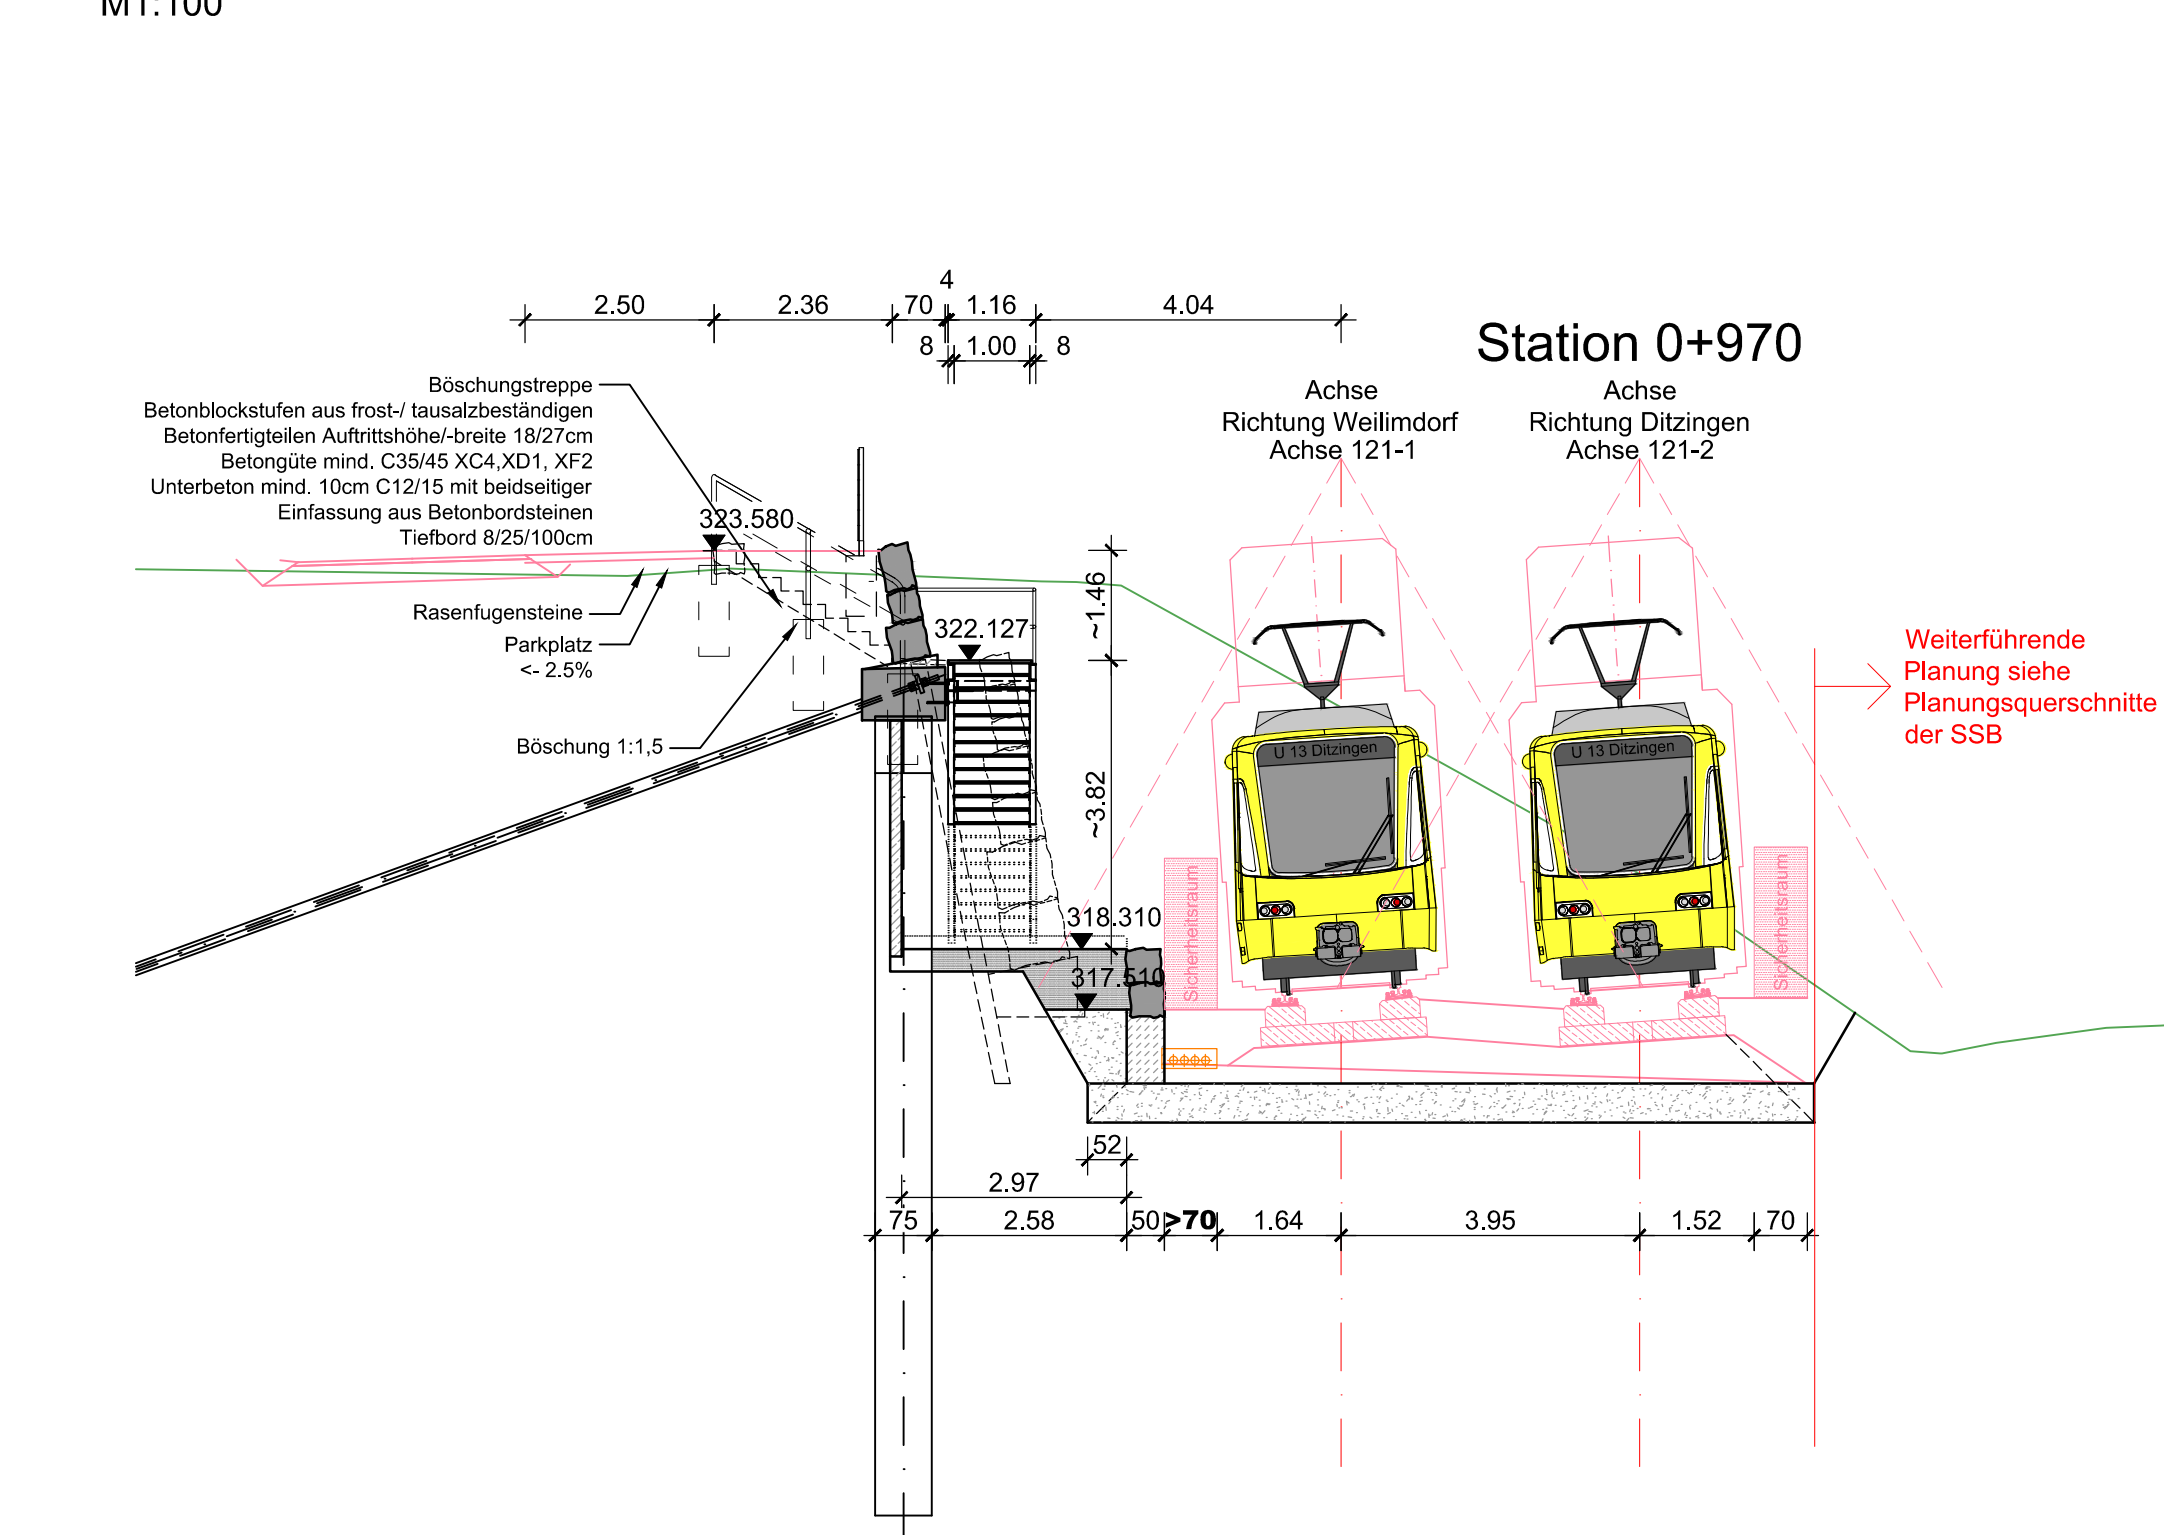 M1:100
4
2.50
2.36
70
1.16
4.04
8
1.00
8
Station 0+970
Achse
Richtung Weilimdorf
Achse 121-1
Achse
Richtung Ditzingen
Achse 121-2
Böschungstreppe
Betonblockstufen aus frost-/ tausalzbeständigen
Betonfertigteilen Auftrittshöhe/-breite 18/27cm
Betongüte mind. C35/45 XC4,XD1, XF2
Unterbeton mind. 10cm C12/15 mit beidseitiger
Einfassung aus Betonbordsteinen
Tiefbord 8/25/100cm
323.580
Rasenfugensteine
Parkplatz
<- 2.5%
Böschung 1:1,5
322.127
~1.46
~3.82
318.310
317.510
Sicherheitsraum
U 13 Ditzingen
U 13 Ditzingen
Sicherheitsraum
Weiterführende
Planung siehe
Planungsquerschnitte
der SSB
52
2.97
75
2.58
50
>70
1.64
3.95
1.52
70